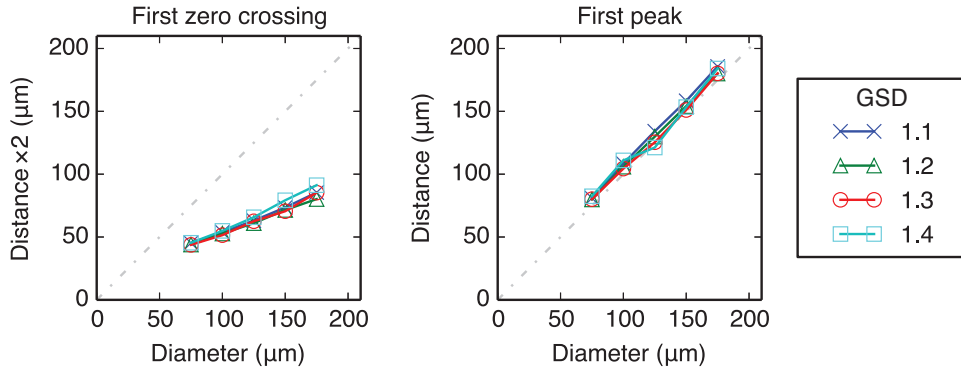 First zero crossing
200
150
100
50
0
0 50 100 150 200
Distance×2 (µm)
Diameter (µm)
First peak
200
150
100
50
0
0 50 100 150 200
Distance (µm)
Diameter (µm)
GSD
1.1
1.2
1.3
1.4